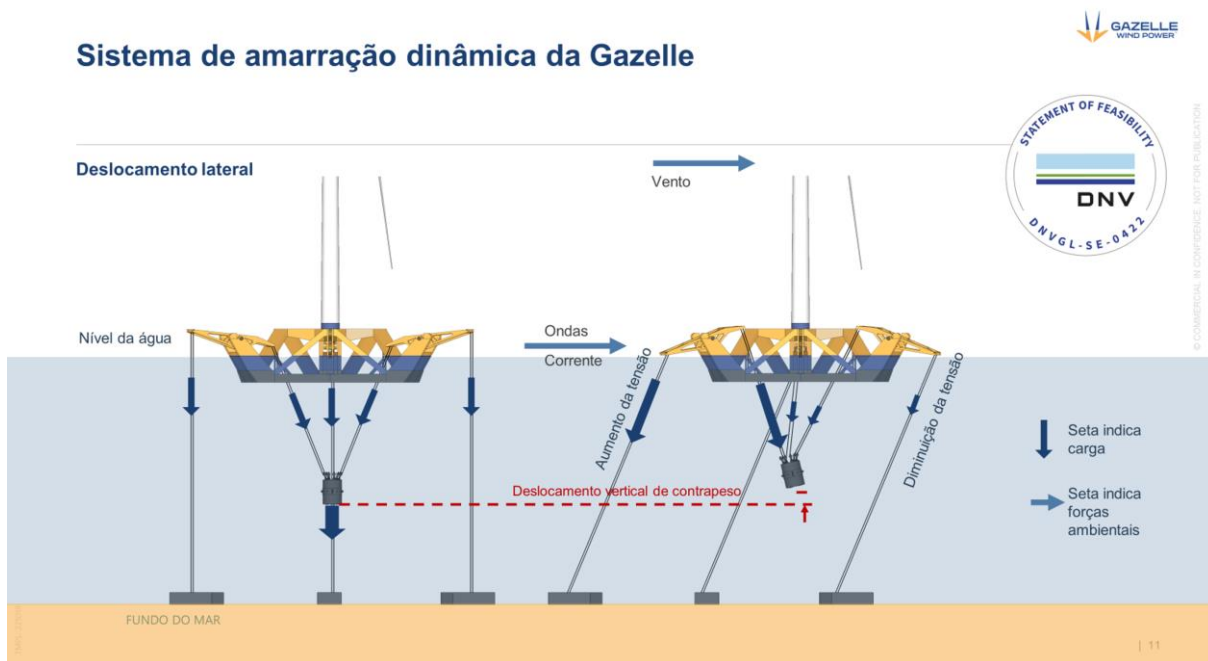 GAZELLE
WIND POWER
Sistema de amarração dinâmica da Gazelle
STATEMENT OF FEASIBILITY
DNV
DNVGL-SE-0422
© COMMERCIAL IN CONFIDENCE. NOT FOR PUBLICATION
Deslocamento lateral
Vento
Nível da água
Ondas
Corrente
Aumento da tensão
Diminuição da tensão
Seta indica
carga
Deslocamento vertical de contrapeso
Seta indica
forças
ambientais
FUNDO DO MAR
| 11